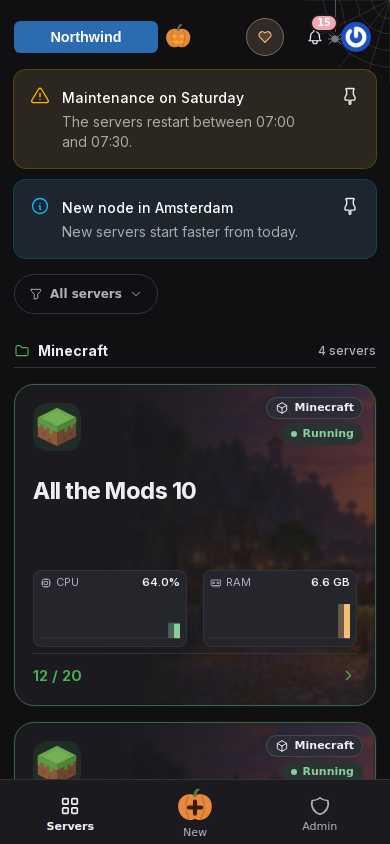 Northwind
15
Maintenance on Saturday
The servers restart between 07:00
and 07:30.
New node in Amsterdam
New servers start faster from today.
All servers
Minecraft
4 servers
Minecraft
Running
All the Mods 10
CPU
64.0%
RAM
6.6 GB
12 / 20
Minecraft
Running
Servers
New
Admin